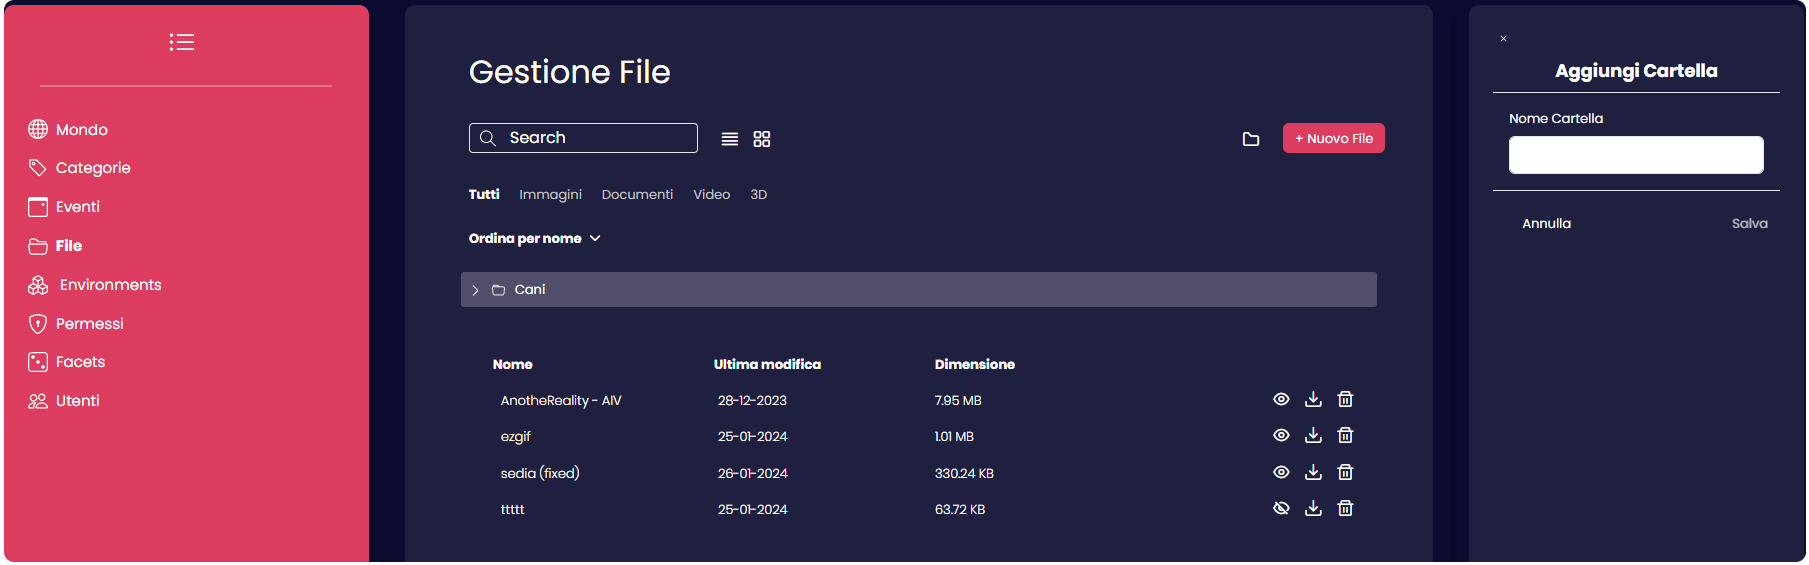 Mondo
Categorie
Eventi
File
Environments
Permessi
Facets
Utenti
Gestione File
Search
+ Nuovo File
Tutti Immagini Documenti Video 3D
Ordina per nome
Cani
Nome Ultima modifica Dimensione
AnotheReality - AIV 28-12-2023 7.95 MB
ezgif 25-01-2024 1.01 MB
sedia (fixed) 26-01-2024 330.24 KB
ttttt 25-01-2024 63.72 KB
×
Aggiungi Cartella
Nome Cartella
Annulla Salva